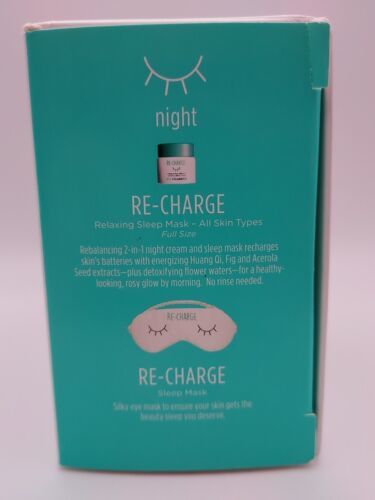 night
RE-CHARGE
RE-CHARGE
Relaxing Sleep Mask – All Skin Types
Full Size
Rebalancing 2-in-1 night cream and sleep mask recharges
skin's batteries with energizing Huang Qi, Fig and Acerola
Seed extracts—plus detoxifying flower waters—for a healthy-
looking, rosy glow by morning. No rinse needed.
RE-CHARGE
RE-CHARGE
Sleep Mask
Silky eye mask to ensure your skin gets the
beauty sleep you deserve.